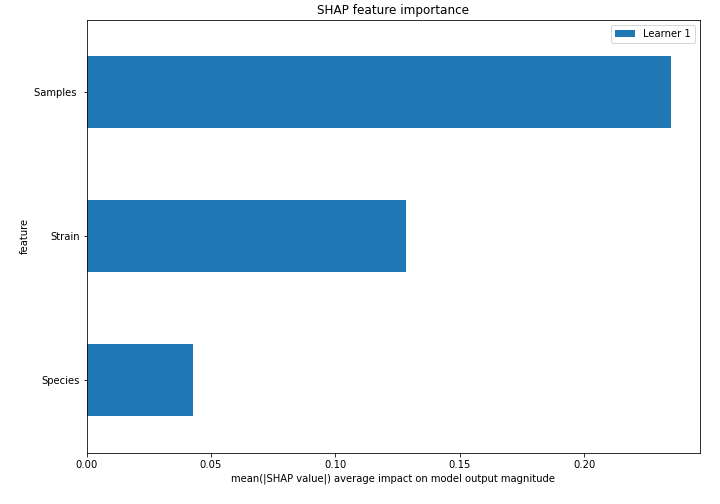 SHAP feature importance
Learner 1
Samples
Strain
Species
feature
0.00 0.05 0.10 0.15 0.20
mean(|SHAP value|) average impact on model output magnitude